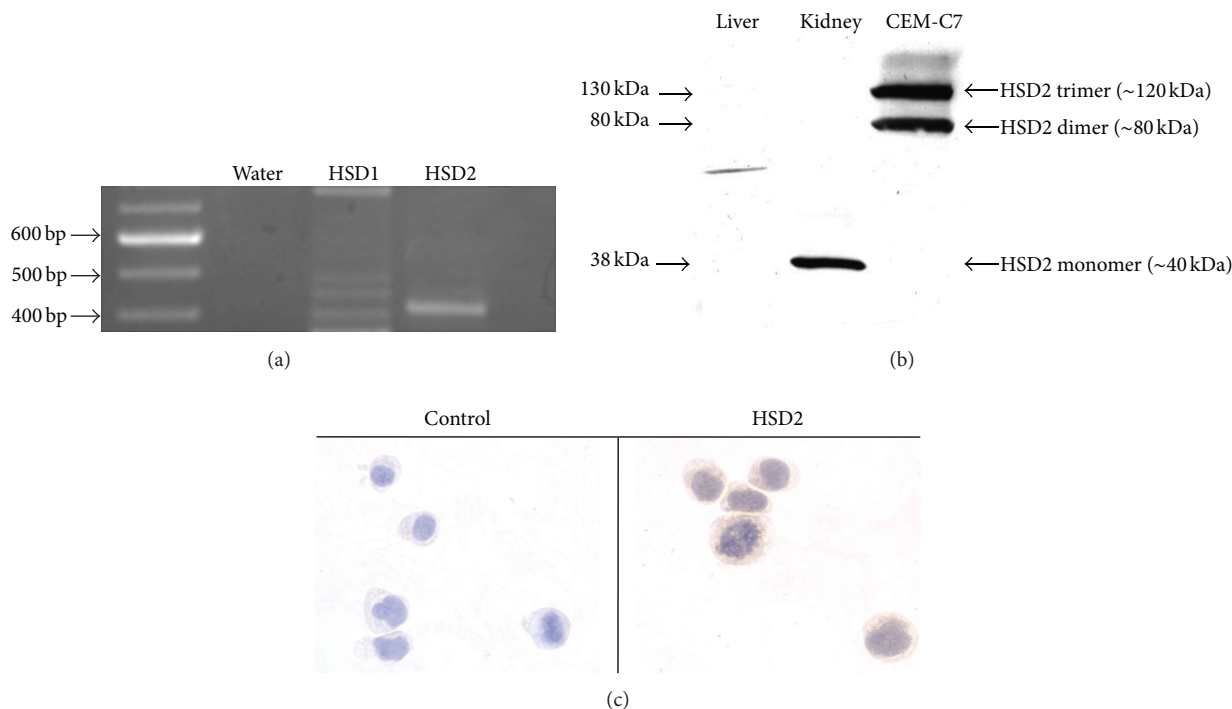 Water HSD1 HSD2
600 bp
500 bp
400 bp
(a)
Liver Kidney CEM-C7
130 kDa HSD2 trimer (~120 kDa)
80 kDa HSD2 dimer (~80 kDa)
38 kDa HSD2 monomer (~40 kDa)
(b)
Control HSD2
(c)